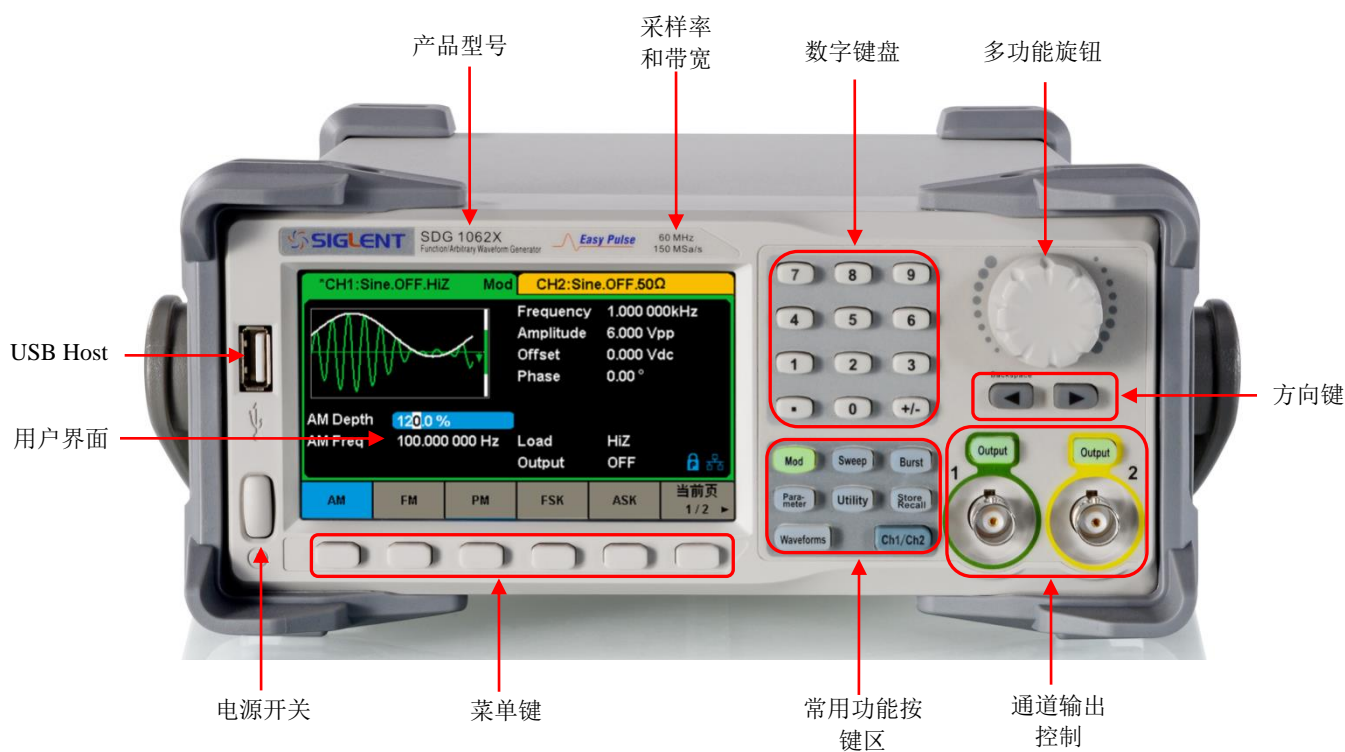 产品型号
采样率
和带宽
数字键盘
多功能旋钮
SIGLENT
SDG 1062X
Function/Arbitrary Waveform Generator
Easy Pulse
60 MHz
150 MSa/s
*CH1:Sine.OFF.HiZ Mod
CH2:Sine.OFF.50Ω
Frequency 1.000 000kHz
Amplitude 6.000 Vpp
Offset 0.000 Vdc
Phase 0.00 °
AM Depth 120.0 %
AM Freq 100.000 000 Hz
Load HiZ
Output OFF
AM FM PM FSK ASK 当前页
1 / 2
7 8 9
4 5 6
1 2 3
. 0 +/-
Backspace
Mod Sweep Burst
Para-
meter
Utility
Store
Recall
Waveforms Ch1/Ch2
Output Output
1 2
USB Host
用户界面
方向键
电源开关
菜单键
常用功能按
键区
通道输出
控制